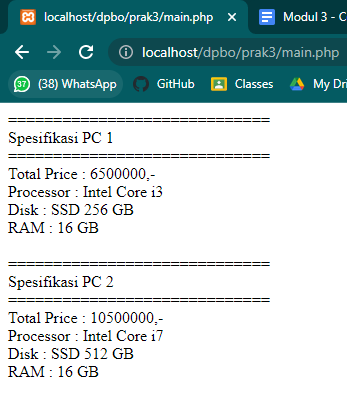 localhost/dpbo/prak3/main.php
Modul 3 - C
localhost/dpbo/prak3/main.php
37
(38) WhatsApp
GitHub
Classes
My Dri
=============================
Spesifikasi PC 1
=============================
Total Price : 6500000,-
Processor : Intel Core i3
Disk : SSD 256 GB
RAM : 16 GB
=============================
Spesifikasi PC 2
=============================
Total Price : 10500000,-
Processor : Intel Core i7
Disk : SSD 512 GB
RAM : 16 GB